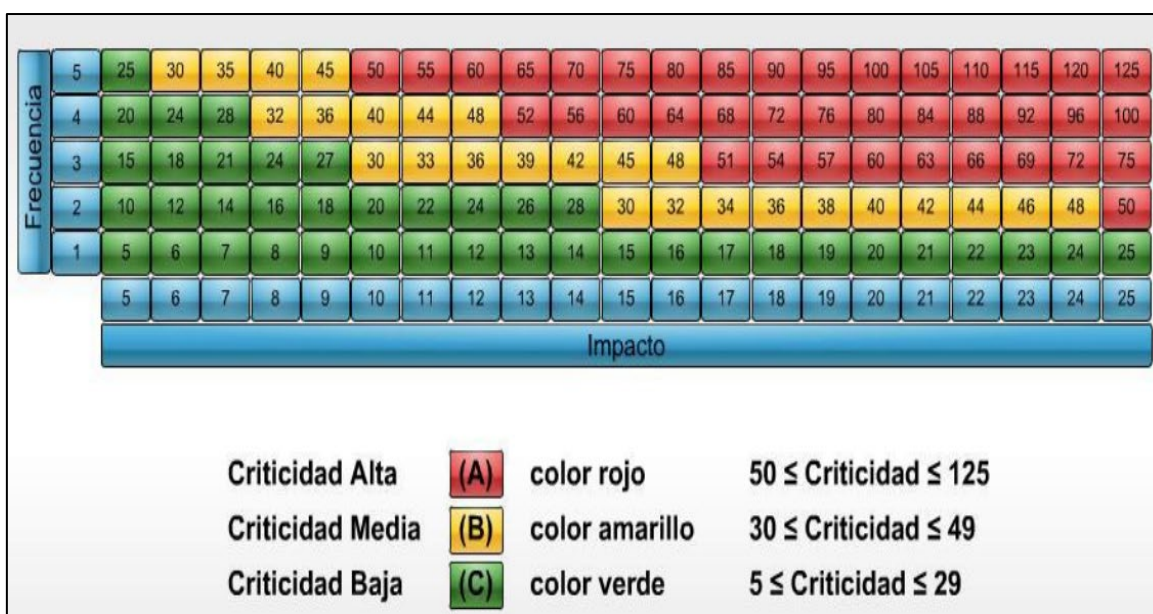 Frecuencia
5 25 30 35 40 45 50 55 60 65 70 75 80 85 90 95 100 105 110 115 120 125
4 20 24 28 32 36 40 44 48 52 56 60 64 68 72 76 80 84 88 92 96 100
3 15 18 21 24 27 30 33 36 39 42 45 48 51 54 57 60 63 66 69 72 75
2 10 12 14 16 18 20 22 24 26 28 30 32 34 36 38 40 42 44 46 48 50
1 5 6 7 8 9 10 11 12 13 14 15 16 17 18 19 20 21 22 23 24 25
5 6 7 8 9 10 11 12 13 14 15 16 17 18 19 20 21 22 23 24 25
Impacto
Criticidad Alta (A) color rojo 50 ≤ Criticidad ≤ 125
Criticidad Media (B) color amarillo 30 ≤ Criticidad ≤ 49
Criticidad Baja (C) color verde 5 ≤ Criticidad ≤ 29